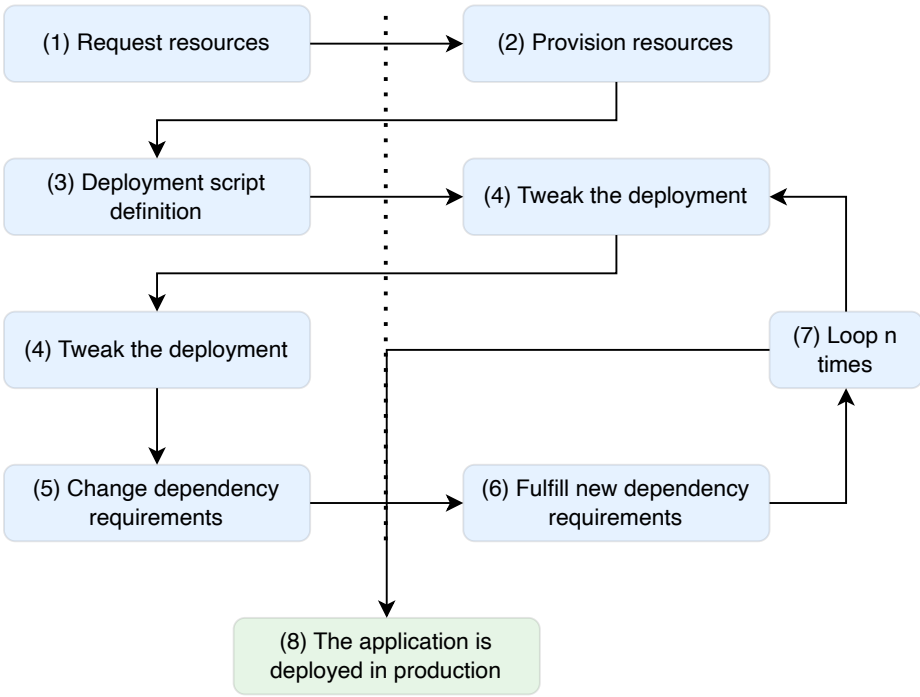 (1) Request resources
(2) Provision resources
(3) Deployment script
definition
(4) Tweak the deployment
(4) Tweak the deployment
(7) Loop n
times
(5) Change dependency
requirements
(6) Fulfill new dependency
requirements
(8) The application is
deployed in production